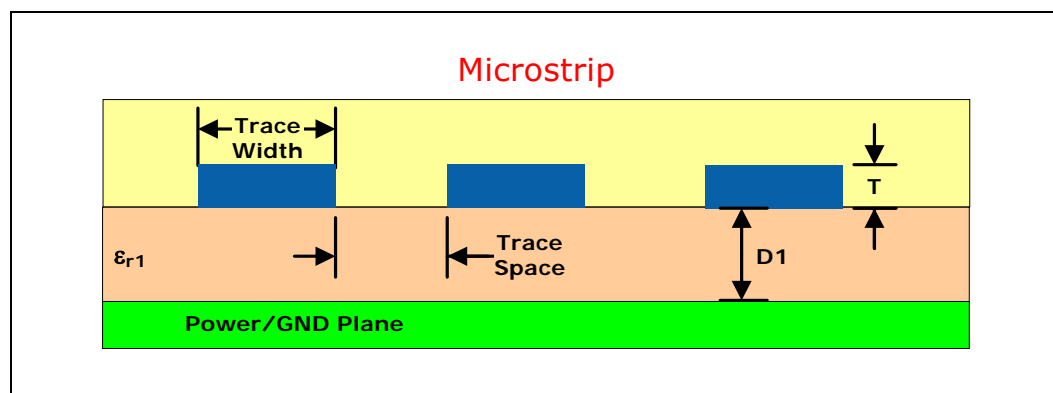 Microstrip
Trace
Width
T
εr1
Trace
Space
D1
Power/GND Plane